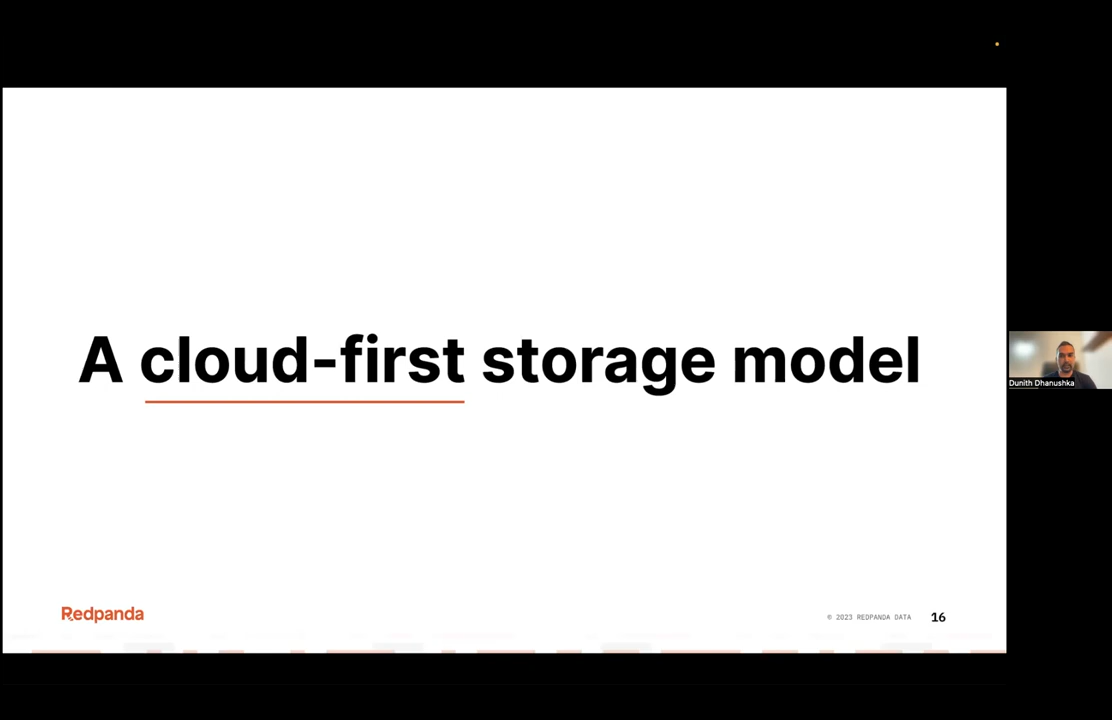 A cloud-first storage model
Dunith Dhanushka
Redpanda
© 2023 REDPANDA DATA
16